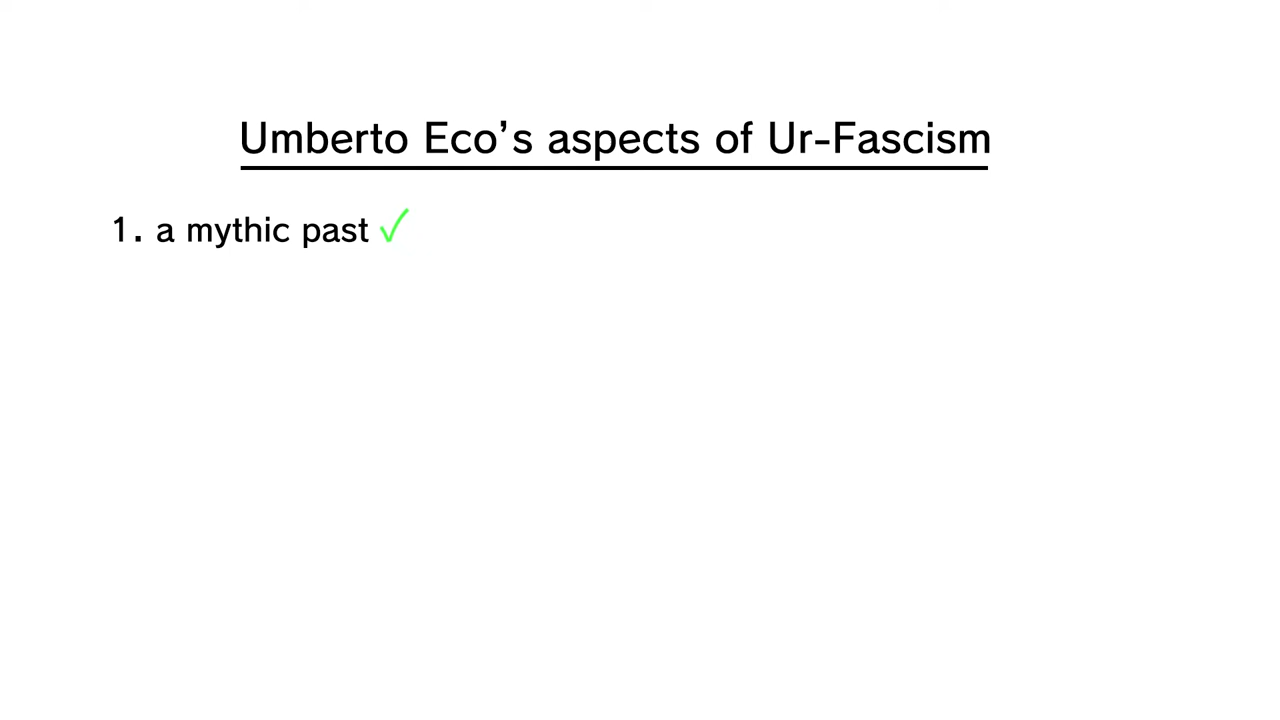 Umberto Eco’s aspects of Ur-Fascism
1. a mythic past ✓